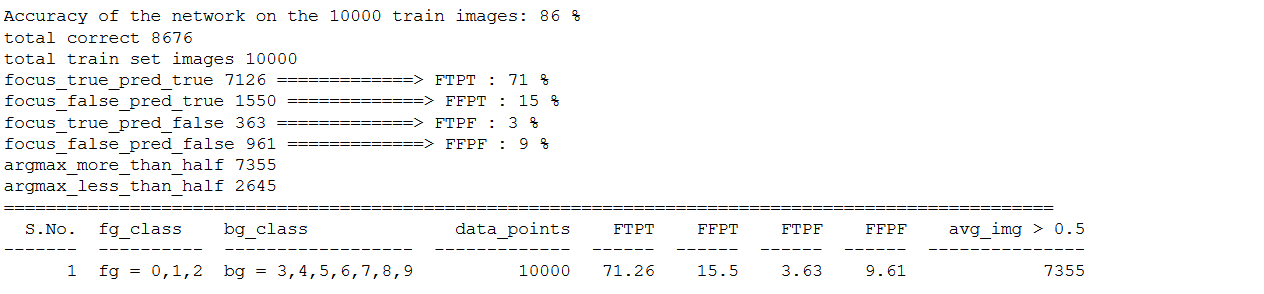 Accuracy of the network on the 10000 train images: 86 %
total correct 8676
total train set images 10000
focus_true_pred_true 7126 =============> FTPT : 71 %
focus_false_pred_true 1550 =============> FFPT : 15 %
focus_true_pred_false 363 =============> FTPF : 3 %
focus_false_pred_false 961 =============> FFPF : 9 %
argmax_more_than_half 7355
argmax_less_than_half 2645
====================================================================================================
S.No. fg_class bg_class data_points FTPT FFPT FTPF FFPF avg_img > 0.5
------- ---------- ------------------ ------------- ------ ------ ------ ------ ---------------
1 fg = 0,1,2 bg = 3,4,5,6,7,8,9 10000 71.26 15.5 3.63 9.61 7355